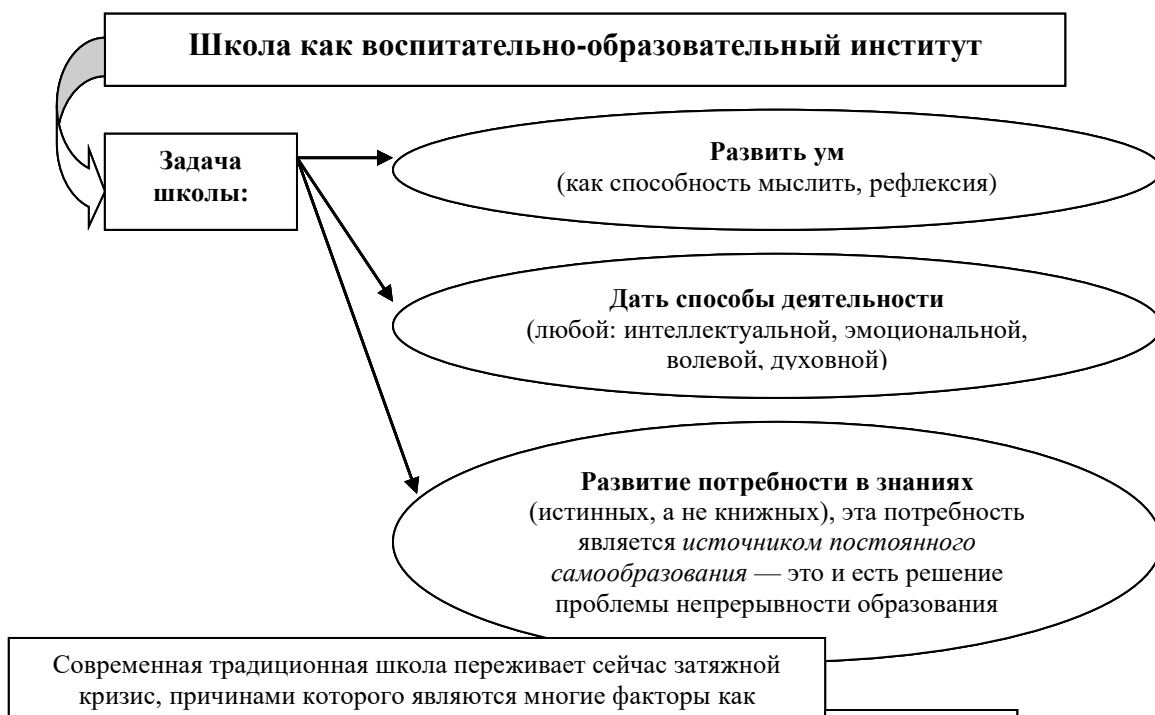 Школа как воспитательно-образовательный институт
Задача
школы:
Развить ум
(как способность мыслить, рефлексия)
Дать способы деятельности
(любой: интеллектуальной, эмоциональной,
волевой, духовной)
Развитие потребности в знаниях
(истинных, а не книжных), эта потребность
является источником постоянного
самообразования — это и есть решение
проблемы непрерывности образования
Современная традиционная школа переживает сейчас затяжной
кризис, причинами которого являются многие факторы как